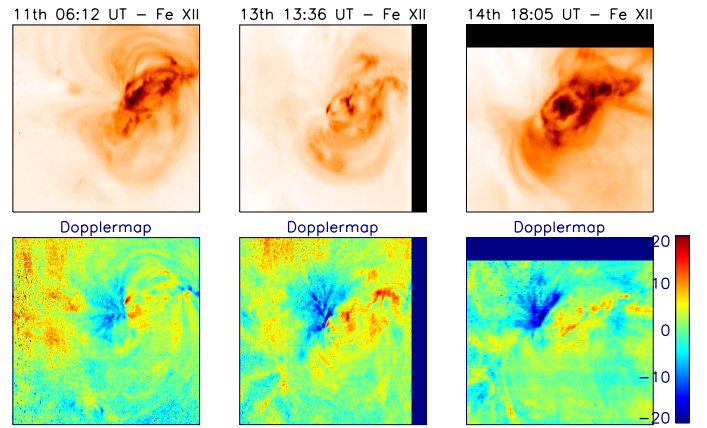 11th 06:12 UT − Fe XII
13th 13:36 UT − Fe XII
14th 18:05 UT − Fe XII
Dopplermap
Dopplermap
Dopplermap
20
10
0
−10
−20